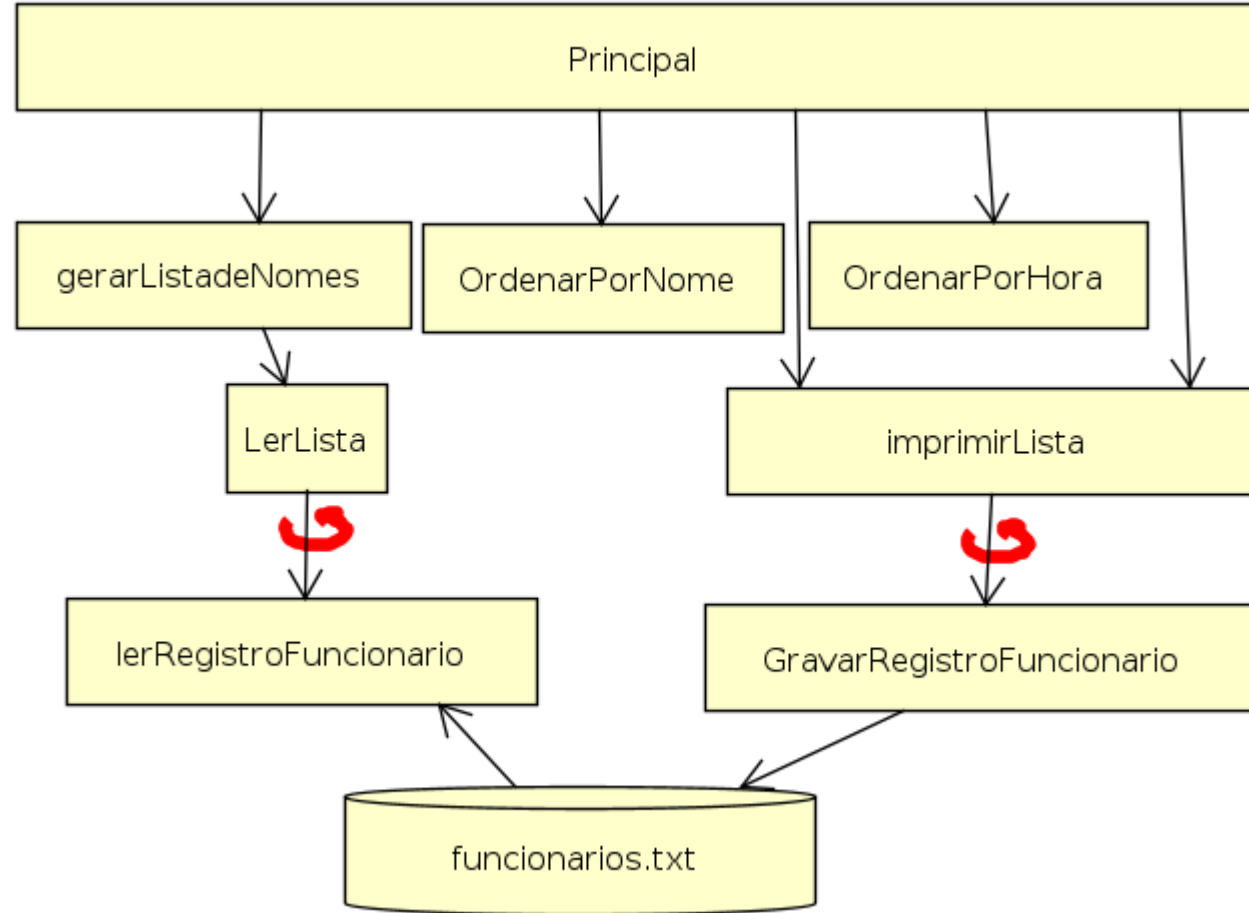 Principal
gerarListadeNomes
OrdenarPorNome
OrdenarPorHora
LerLista
imprimirLista
lerRegistroFuncionario
GravarRegistroFuncionario
funcionarios.txt